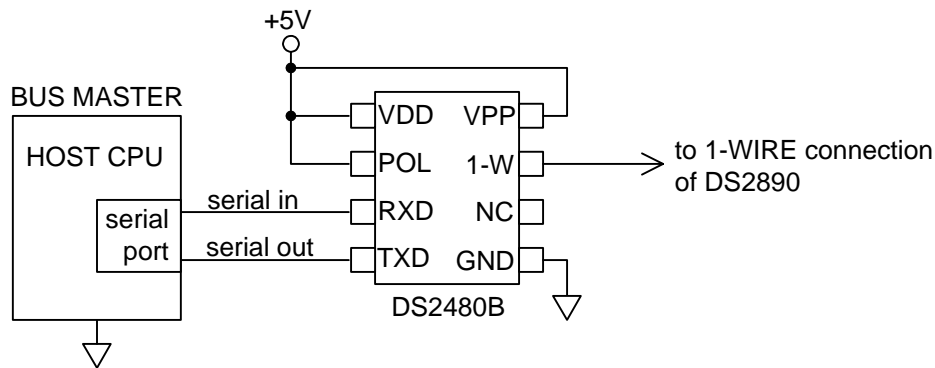 +5V
BUS MASTER
HOST CPU
serial
port
serial in
serial out
VDD
VPP
POL
1-W
RXD
NC
TXD
GND
DS2480B
to 1-WIRE connection
of DS2890